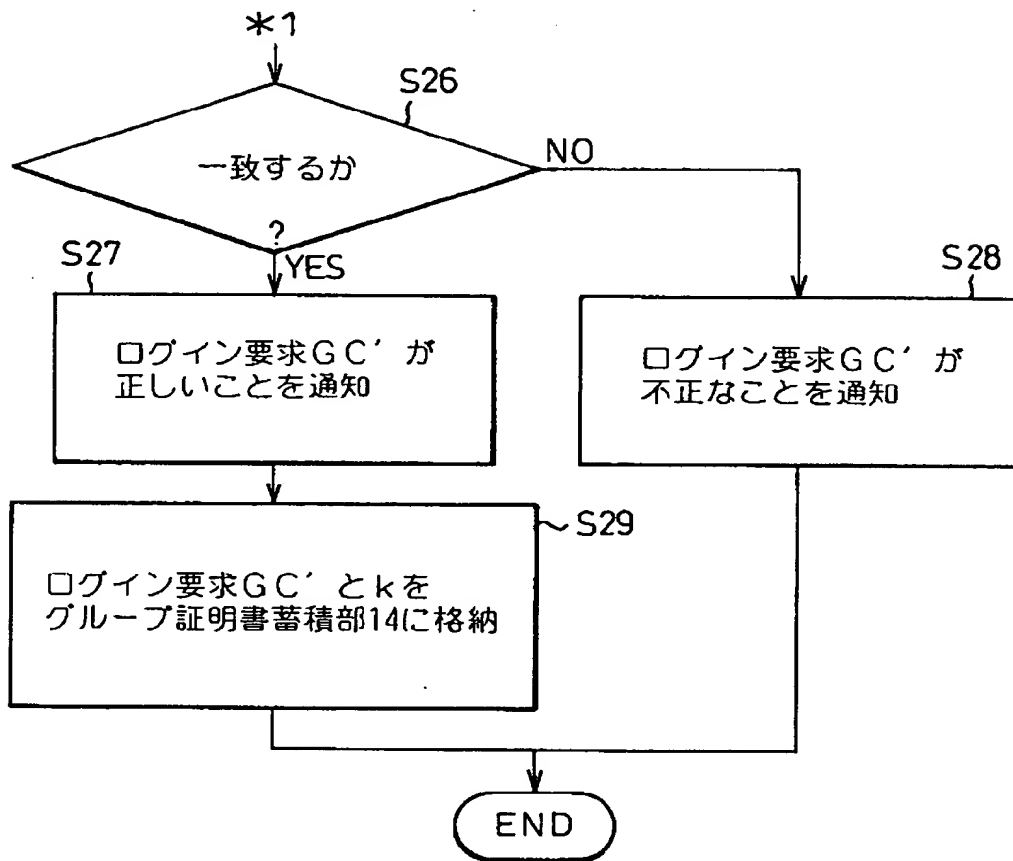 *1
S26
一致するか
?
NO
YES
S27
ログイン要求GC′が
正しいことを通知
S28
ログイン要求GC′が
不正なことを通知
S29
ログイン要求GC′とkを
グループ証明書蓄積部14に格納
END